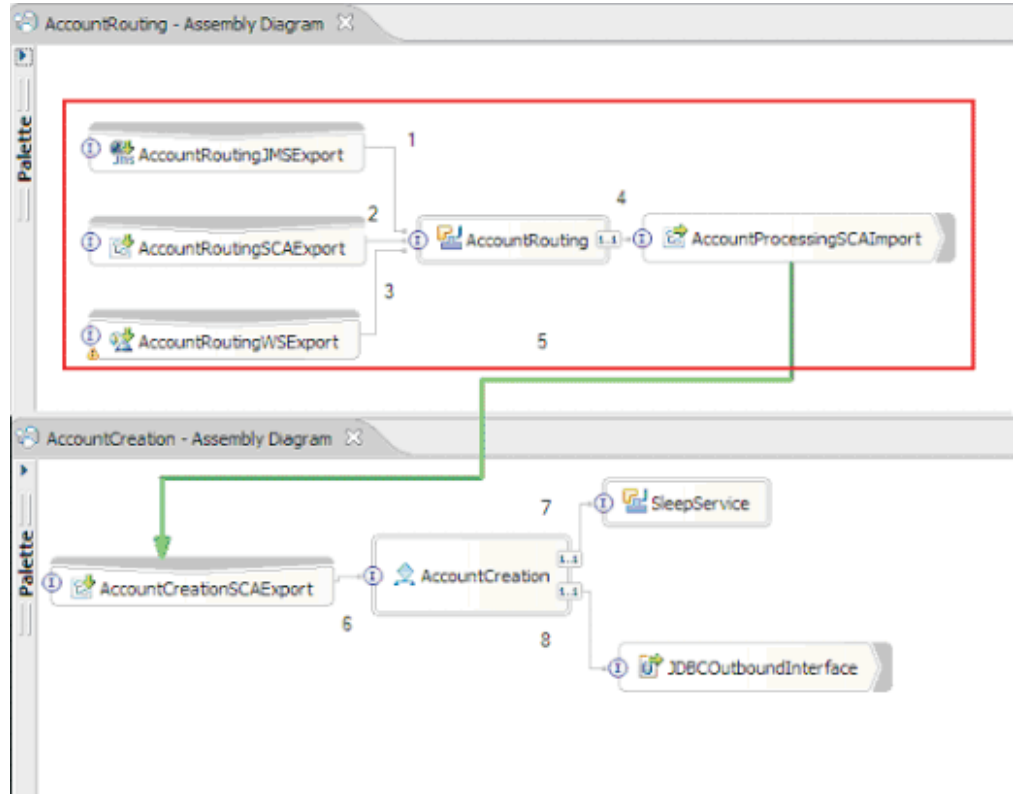 AccountRouting - Assembly Diagram
Palette
1
Jms AccountRoutingJMSExport
2
4
AccountRoutingSCAExport
AccountRouting 1..1
AccountProcessingSCAImport
3
AccountRoutingWSExport
5
AccountCreation - Assembly Diagram
Palette
7
SleepService
1..1
AccountCreationSCAExport
AccountCreation
1..1
6
8
JDBCOutboundInterface